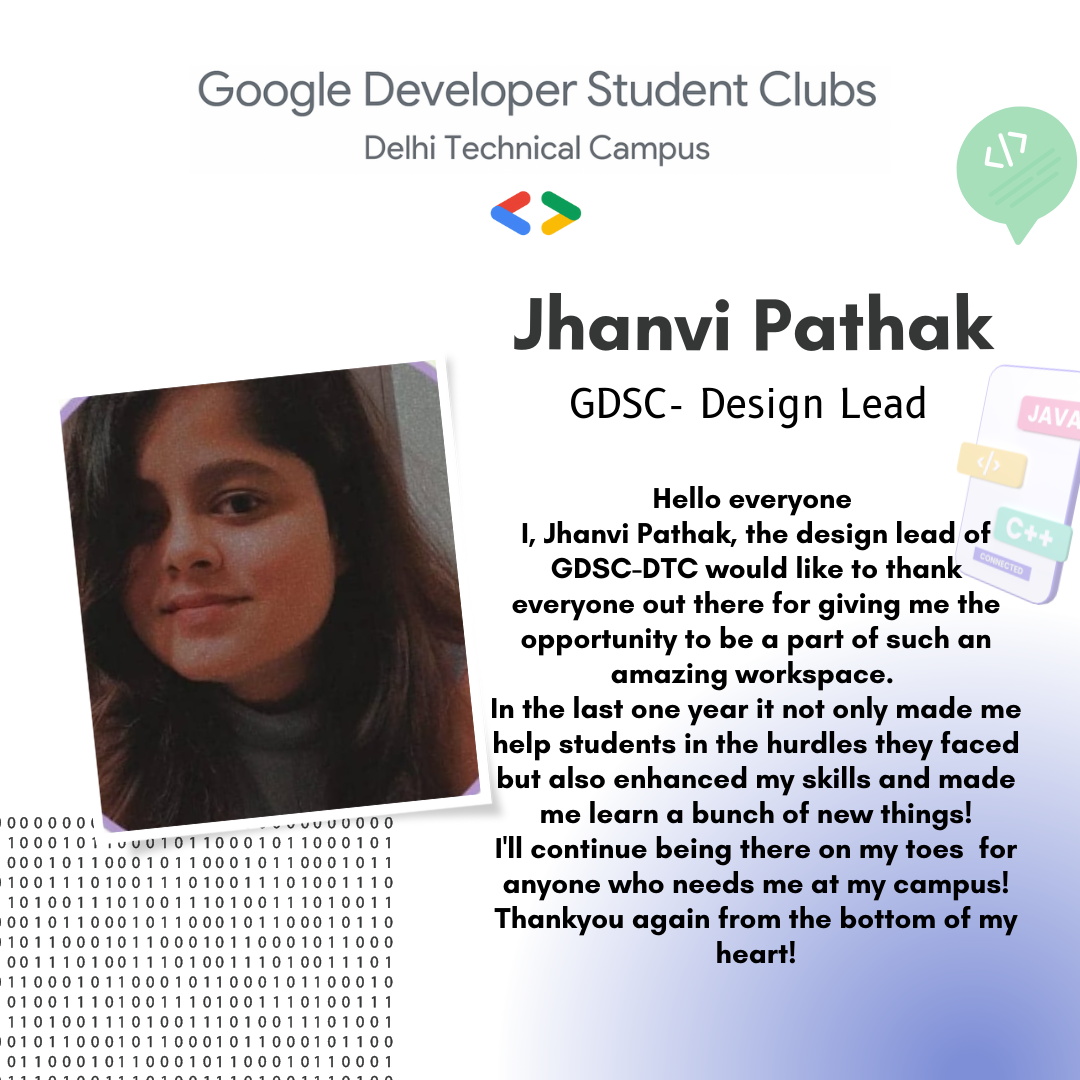 Google Developer Student Clubs
Delhi Technical Campus
</>
Jhanvi Pathak
GDSC- Design Lead
JAVA
</>
C++
CONNECTED
Hello everyone
I, Jhanvi Pathak, the design lead of
GDSC-DTC would like to thank
everyone out there for giving me the
opportunity to be a part of such an
amazing workspace.
In the last one year it not only made me
help students in the hurdles they faced
but also enhanced my skills and made
me learn a bunch of new things!
I'll continue being there on my toes  for
anyone who needs me at my campus!
Thankyou again from the bottom of my
heart!